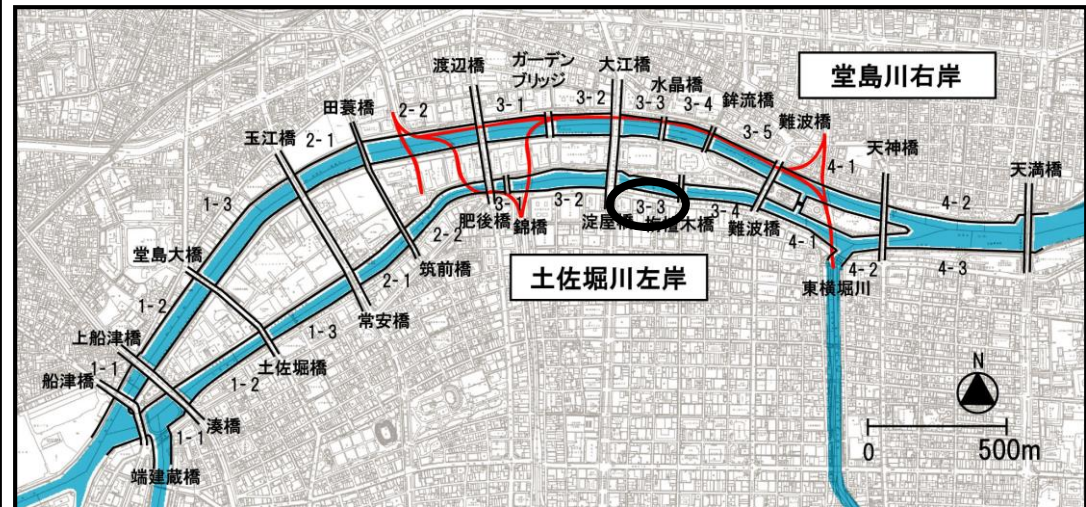 堂島川右岸
ガーデン
ブリッジ
大江橋
渡辺橋
水晶橋
鉾流橋
難波橋
天神橋
天満橋
田蓑橋
玉江橋
堂島大橋
上船津橋
船津橋
端建蔵橋
湊橋
土佐堀橋
常安橋
筑前橋
肥後橋
錦橋
淀屋橋
栴檀木橋
難波橋
東横堀川
土佐堀川左岸
1-1
1-2
1-3
2-1
2-2
3-1
3-2
3-3
3-4
3-5
4-1
4-2
1-1
1-2
1-3
2-1
2-2
3-1
3-2
3-3
3-4
4-1
4-2
4-3
N
0
500m